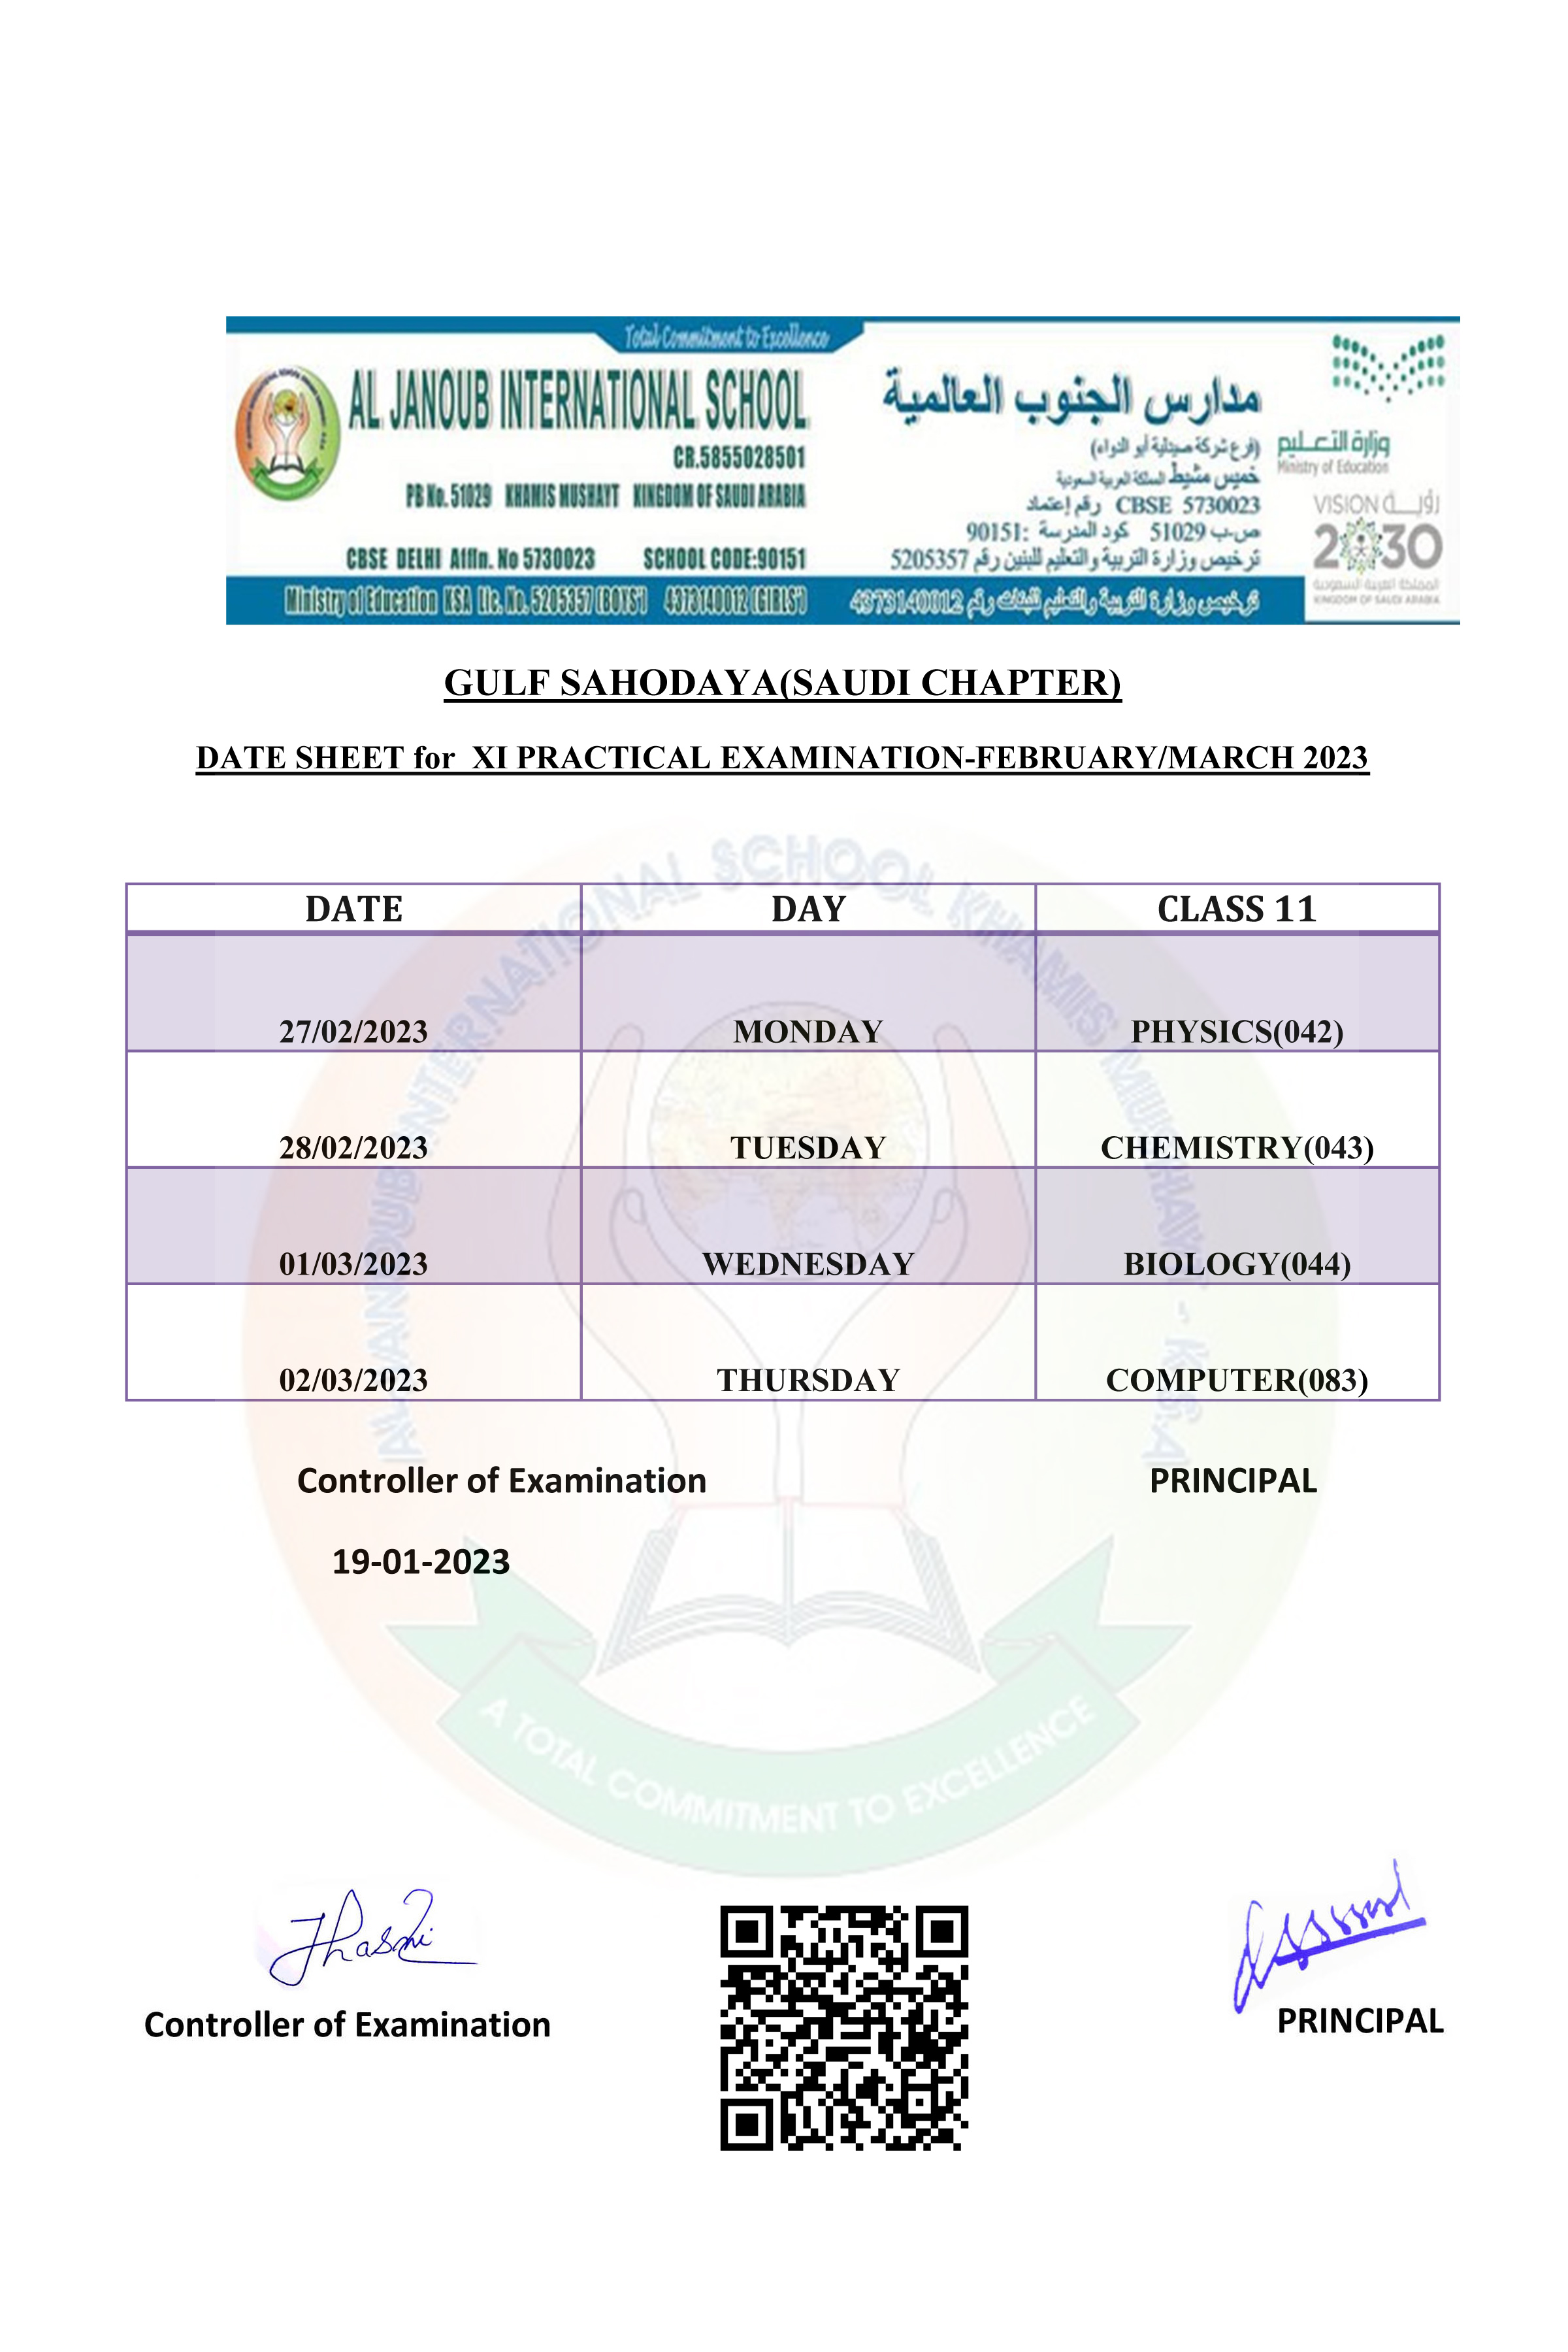 Total Commitment to Excellence
AL JANOUB INTERNATIONAL SCHOOL
CR.5855028501
PB No. 51029 KHAMIS MUSHAYT KINGDOM OF SAUDI ARABIA
CBSE DELHI Affln. No 5730023 SCHOOL CODE:90151
Ministry of Education KSA Lic. No. 5205357 (BOYS') 4373140012 (GIRLS')
مدارس الجنوب العالمية
(فرع شركة صيدلية أبو الدواء)
خميس مشيط المملكة العربية السعودية
رقم إعتماد CBSE 5730023
ص-ب 51029 كود المدرسة :90151
ترخيص وزارة التربية والتعليم للبنين رقم 5205357
ترخيص وزارة التربية والتعليم للبنات رقم 4373140012
وزارة التعليم
Ministry of Education
VISION رؤية
2030
المملكة العربية السعودية
KINGDOM OF SAUDI ARABIA
GULF SAHODAYA(SAUDI CHAPTER)
DATE SHEET for XI PRACTICAL EXAMINATION-FEBRUARY/MARCH 2023
DATE DAY CLASS 11
27/02/2023 MONDAY PHYSICS(042)
28/02/2023 TUESDAY CHEMISTRY(043)
01/03/2023 WEDNESDAY BIOLOGY(044)
02/03/2023 THURSDAY COMPUTER(083)
Controller of Examination PRINCIPAL
19-01-2023
AL JANOUB INTERNATIONAL SCHOOL KHAMIS MUSHAYT - K.S.A
A TOTAL COMMITMENT TO EXCELLENCE
Controller of Examination PRINCIPAL